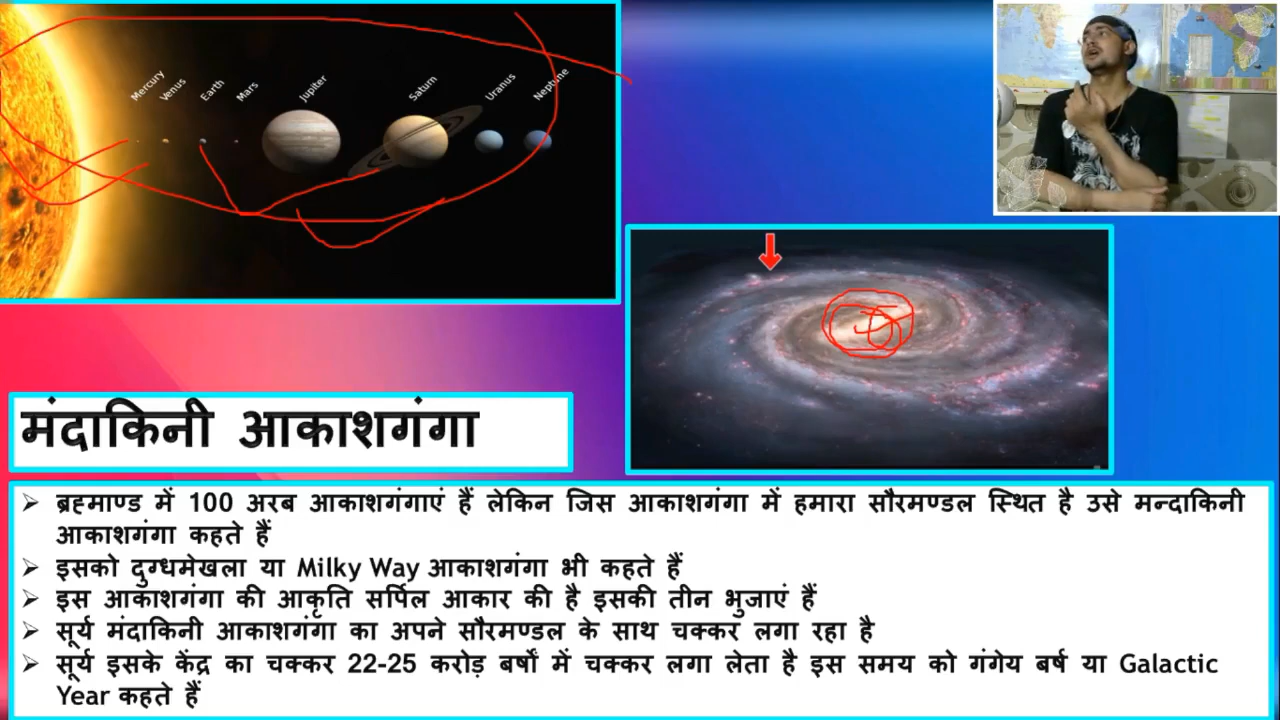 Mercury
Venus
Earth
Mars
Jupiter
Saturn
Uranus
Neptune
मंदाकिनी आकाशगंगा
➢ ब्रह्माण्ड में 100 अरब आकाशगंगाएं हैं लेकिन जिस आकाशगंगा में हमारा सौरमण्डल स्थित है उसे मन्दाकिनी
आकाशगंगा कहते हैं
➢ इसको दुग्धमेखला या Milky Way आकाशगंगा भी कहते हैं
➢ इस आकाशगंगा की आकृति सर्पिल आकार की है इसकी तीन भुजाएं हैं
➢ सूर्य मंदाकिनी आकाशगंगा का अपने सौरमण्डल के साथ चक्कर लगा रहा है
➢ सूर्य इसके केंद्र का चक्कर 22-25 करोड़ बर्षों में चक्कर लगा लेता है इस समय को गंगेय बर्ष या Galactic
Year कहते हैं